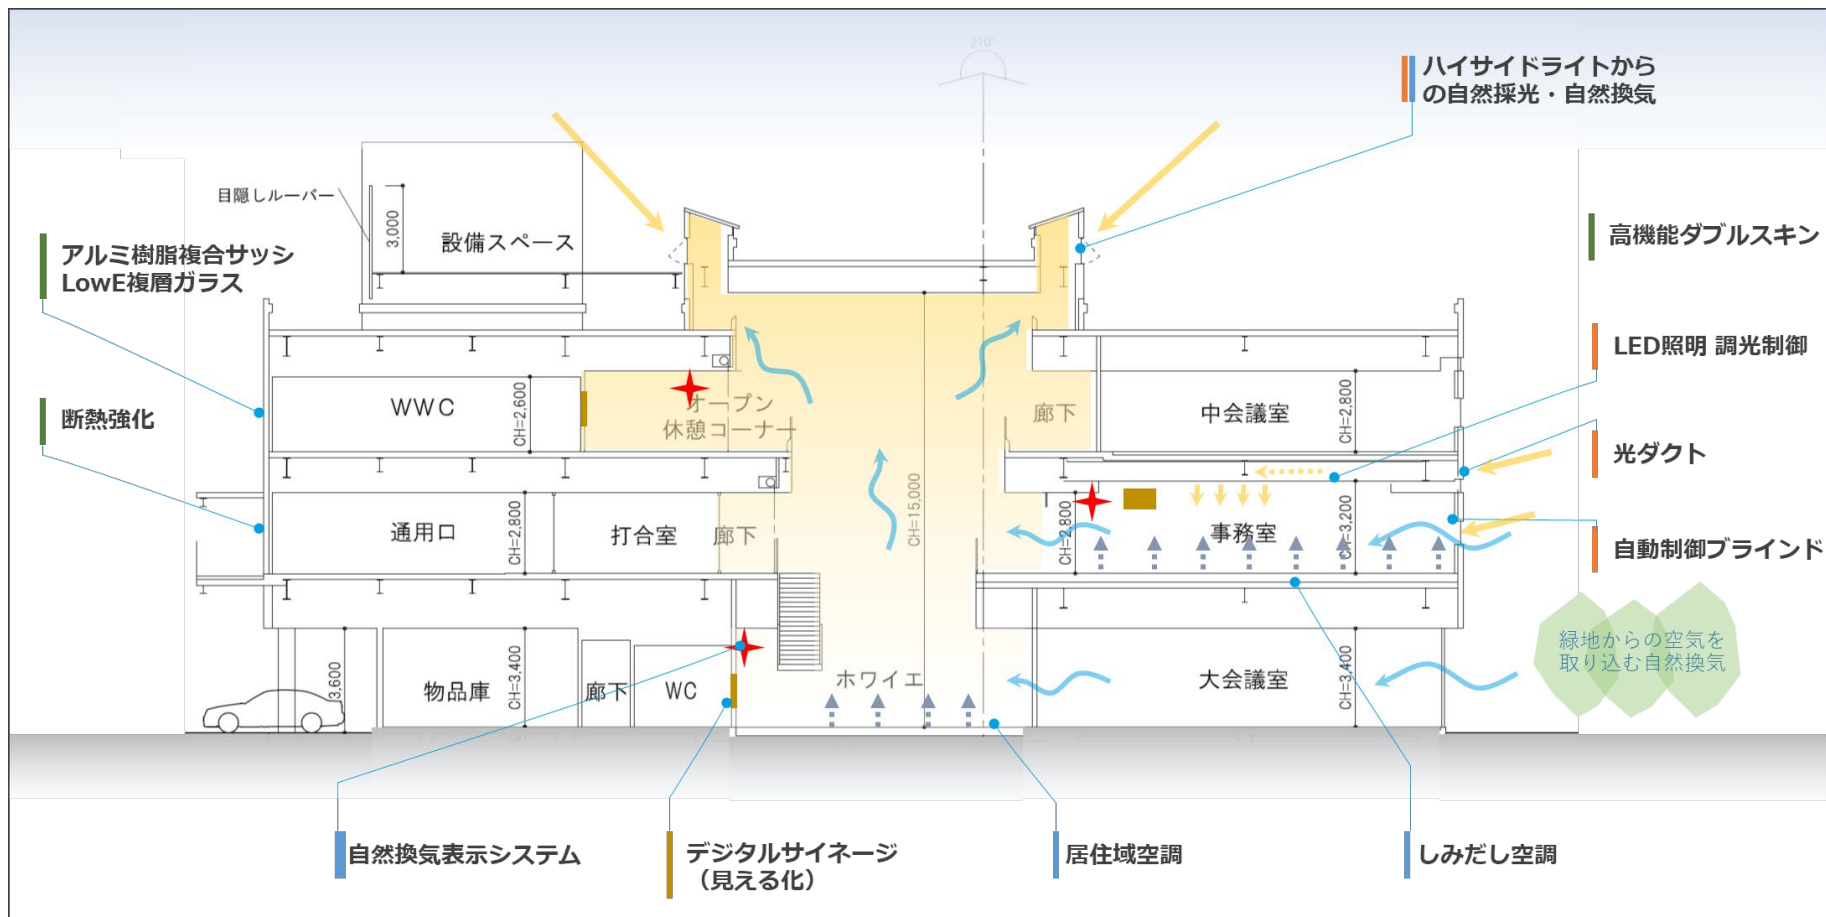 210°
ハイサイドライトから
の自然採光・自然換気
目隠しルーバー
3,000
設備スペース
アルミ樹脂複合サッシ
LowE複層ガラス
高機能ダブルスキン
LED照明 調光制御
断熱強化
WWC
CH=2,600
オープン
休憩コーナー
廊下
中会議室
CH=2,800
光ダクト
通用口
CH=2,800
打合室
廊下
CH=15,000
CH=2,800
事務室
CH=3,200
自動制御ブラインド
緑地からの空気を
取り込む自然換気
3,600
物品庫
CH=3,400
廊下
WC
ホワイエ
大会議室
CH=3,400
自然換気表示システム
デジタルサイネージ
（見える化）
居住域空調
しみだし空調